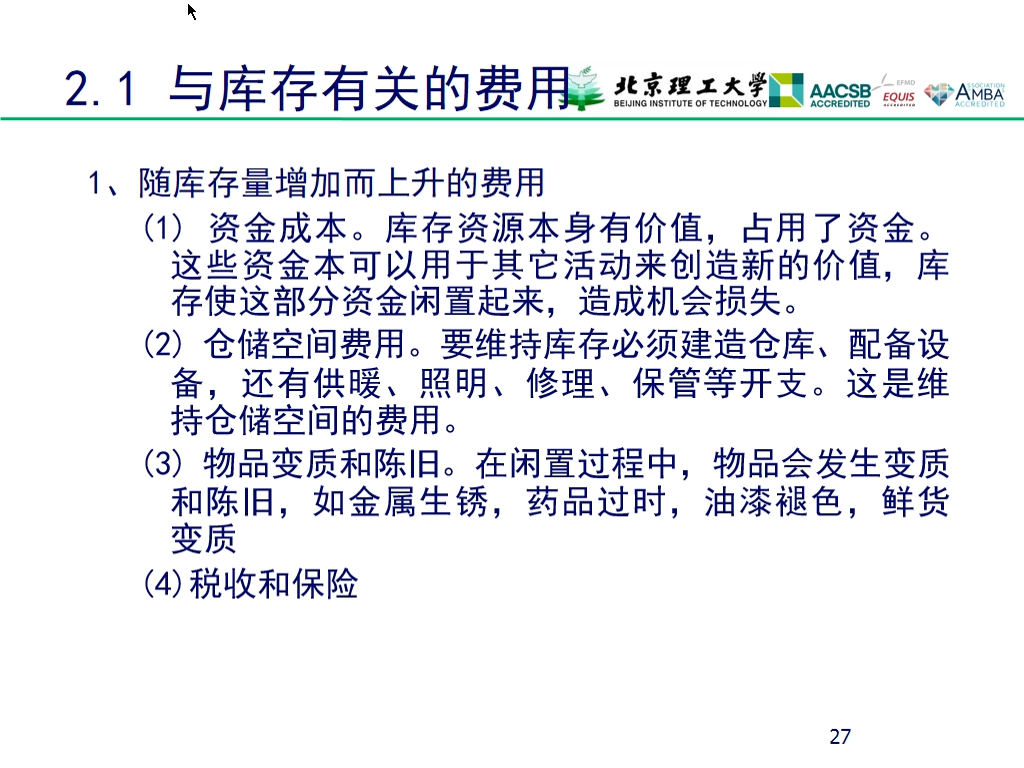 2.1 与库存有关的费用
北京理工大学
BEIJING INSTITUTE OF TECHNOLOGY
AACSB
ACCREDITED
EFMD
EQUIS
ACCREDITED
ASSOCIATION
AMBA
ACCREDITED
1、随库存量增加而上升的费用
(1) 资金成本。库存资源本身有价值，占用了资金。
这些资金本可以用于其它活动来创造新的价值，库
存使这部分资金闲置起来，造成机会损失。
(2) 仓储空间费用。要维持库存必须建造仓库、配备设
备，还有供暖、照明、修理、保管等开支。这是维
持仓储空间的费用。
(3) 物品变质和陈旧。在闲置过程中，物品会发生变质
和陈旧，如金属生锈，药品过时，油漆褪色，鲜货
变质
(4)税收和保险
27